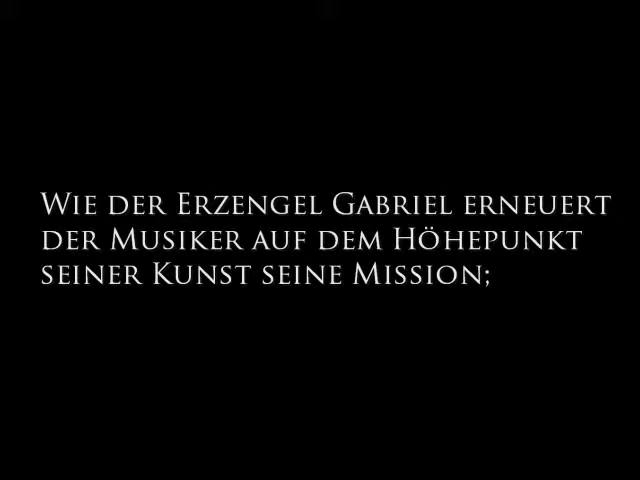 Wie der Erzengel Gabriel erneuert
der Musiker auf dem Höhepunkt
seiner Kunst seine Mission;